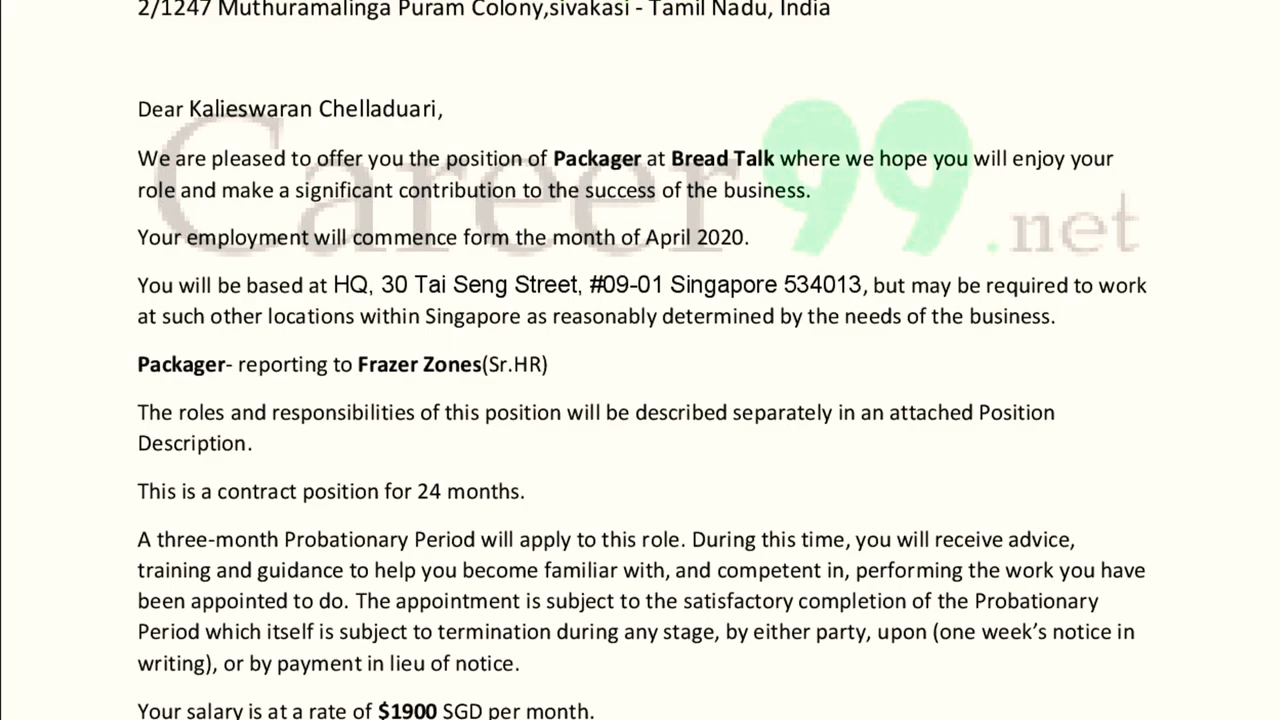 2/1247 Muthuramalinga Puram Colony,sivakasi - Tamil Nadu, India
Dear Kalieswaran Chelladuari,
Career99.net
We are pleased to offer you the position of Packager at Bread Talk where we hope you will enjoy your
role and make a significant contribution to the success of the business.
Your employment will commence form the month of April 2020.
You will be based at HQ, 30 Tai Seng Street, #09-01 Singapore 534013, but may be required to work
at such other locations within Singapore as reasonably determined by the needs of the business.
Packager- reporting to Frazer Zones(Sr.HR)
The roles and responsibilities of this position will be described separately in an attached Position
Description.
This is a contract position for 24 months.
A three-month Probationary Period will apply to this role. During this time, you will receive advice,
training and guidance to help you become familiar with, and competent in, performing the work you have
been appointed to do. The appointment is subject to the satisfactory completion of the Probationary
Period which itself is subject to termination during any stage, by either party, upon (one week’s notice in
writing), or by payment in lieu of notice.
Your salary is at a rate of $1900 SGD per month.